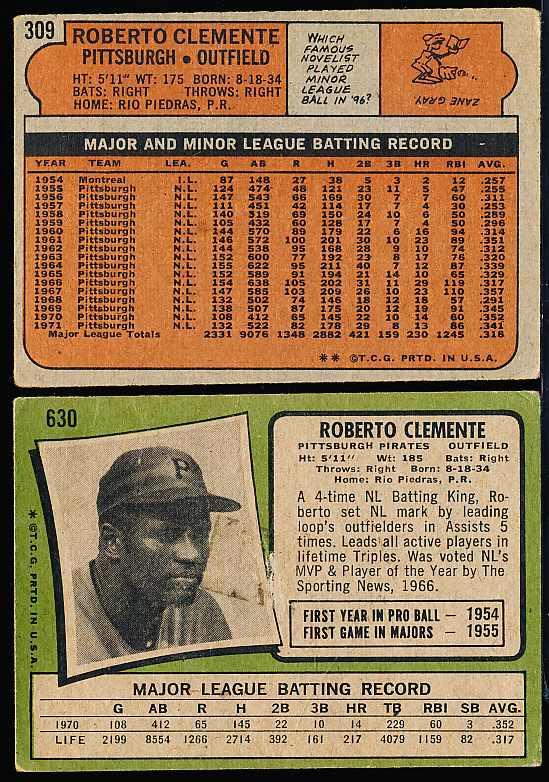 309
ROBERTO CLEMENTE
PITTSBURGH • OUTFIELD
HT: 5'11" WT: 175 BORN: 8-18-34
BATS: RIGHT THROWS: RIGHT
HOME: RIO PIEDRAS, P.R.
WHICH
FAMOUS
NOVELIST
PLAYED
MINOR
LEAGUE
BALL IN '96?
ZANE GRAY
MAJOR AND MINOR LEAGUE BATTING RECORD
YEAR TEAM LEA. G AB R H 2B 3B HR RBI AVG.
1954 Montreal I.L. 87 148 27 38 5 3 2 12 .257
1955 Pittsburgh N.L. 124 474 48 121 23 11 5 47 .255
1956 Pittsburgh N.L. 147 543 66 169 30 7 7 60 .311
1957 Pittsburgh N.L. 111 451 42 114 17 7 4 30 .253
1958 Pittsburgh N.L. 140 519 69 150 24 10 6 50 .289
1959 Pittsburgh N.L. 105 432 60 128 17 7 4 50 .296
1960 Pittsburgh N.L. 144 570 89 179 22 6 16 94 .314
1961 Pittsburgh N.L. 146 572 100 201 30 10 23 89 .351
1962 Pittsburgh N.L. 144 538 95 168 28 9 10 74 .312
1963 Pittsburgh N.L. 152 600 77 192 23 8 17 76 .320
1964 Pittsburgh N.L. 155 622 95 211 40 7 12 87 .339
1965 Pittsburgh N.L. 152 589 91 194 21 14 10 65 .329
1966 Pittsburgh N.L. 154 638 105 202 31 11 29 119 .317
1967 Pittsburgh N.L. 147 585 103 209 26 10 23 110 .357
1968 Pittsburgh N.L. 132 502 74 146 18 12 18 57 .291
1969 Pittsburgh N.L. 138 507 87 175 20 12 19 91 .345
1970 Pittsburgh N.L. 108 412 65 145 22 10 14 60 .352
1971 Pittsburgh N.L. 132 522 82 178 29 8 13 86 .341
Major League Totals 2331 9076 1348 2882 421 159 230 1245 .318
** ©T.C.G. PRTD. IN U.S.A.
630
P
* ©T.C.G. PRTD. IN U.S.A.
ROBERTO CLEMENTE
PITTSBURGH PIRATES OUTFIELD
Ht: 5'11" Wt: 185 Bats: Right
Throws: Right Born: 8-18-34
Home: Rio Piedras, P.R.
A 4-time NL Batting King, Ro-
berto set NL mark by leading
loop's outfielders in Assists 5
times. Leads all active players in
lifetime Triples. Was voted NL's
MVP & Player of the Year by The
Sporting News, 1966.
FIRST YEAR IN PRO BALL — 1954
FIRST GAME IN MAJORS — 1955
MAJOR LEAGUE BATTING RECORD
G AB R H 2B 3B HR TB RBI SB AVG.
1970 108 412 65 145 22 10 14 229 60 3 .352
LIFE 2199 8554 1266 2714 392 161 217 4079 1159 82 .317